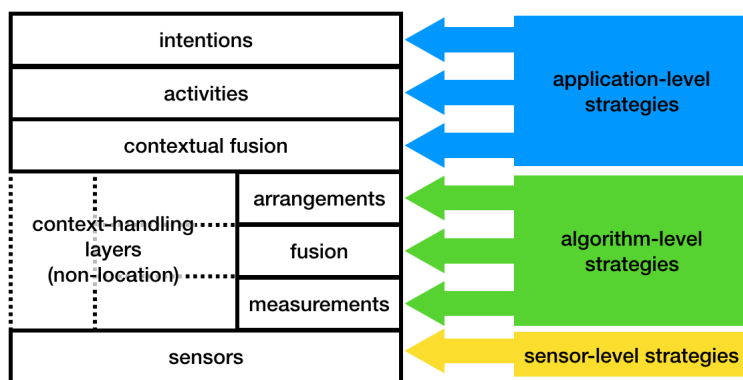 intentions
activities
contextual fusion
context-handling
layers
(non-location)
arrangements
fusion
measurements
sensors
application-level
strategies
algorithm-level
strategies
sensor-level strategies